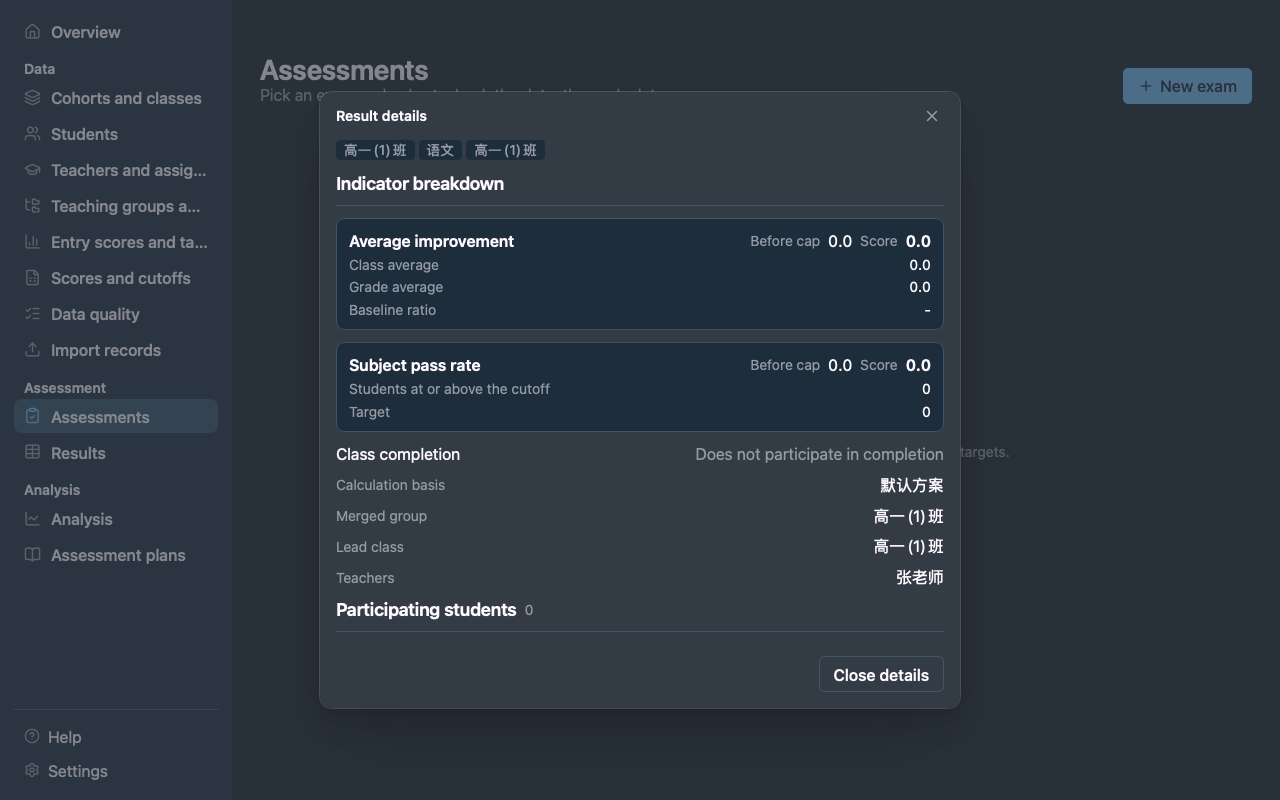 Overview
Data
Cohorts and classes
Students
Teachers and assig...
Teaching groups a...
Entry scores and ta...
Scores and cutoffs
Data quality
Import records
Assessment
Assessments
Results
Analysis
Analysis
Assessment plans
Help
Settings
Assessments
Pick an
New exam
targets.
Result details
高一 (1) 班 语文 高一 (1) 班
Indicator breakdown
Average improvement Before cap 0.0 Score 0.0
Class average 0.0
Grade average 0.0
Baseline ratio -
Subject pass rate Before cap 0.0 Score 0.0
Students at or above the cutoff 0
Target 0
Class completion Does not participate in completion
Calculation basis 默认方案
Merged group 高一 (1) 班
Lead class 高一 (1) 班
Teachers 张老师
Participating students 0
Close details